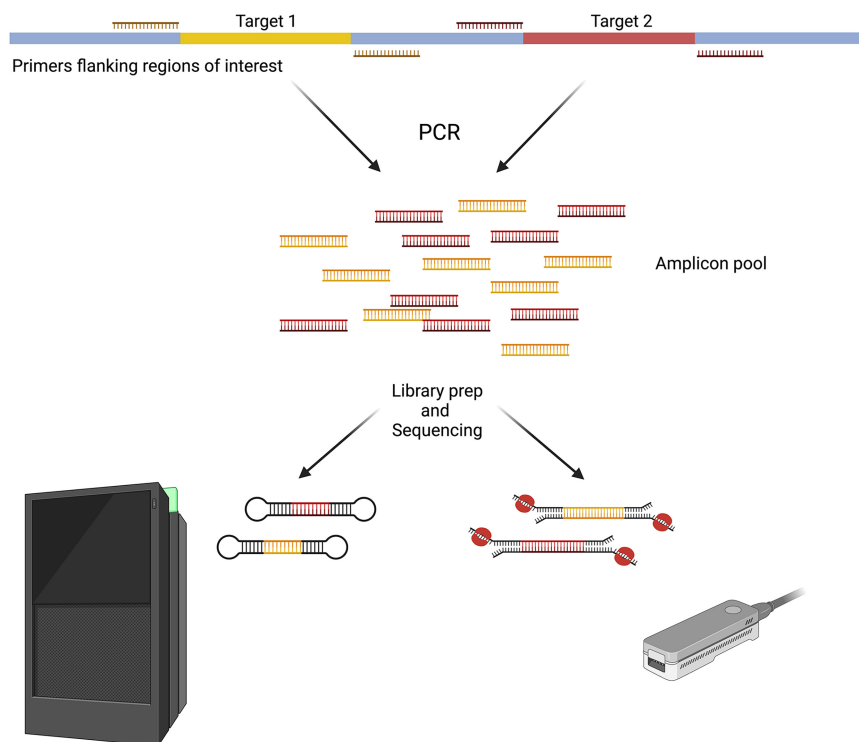 Target 1
Target 2
Primers flanking regions of interest
PCR
Amplicon pool
Library prep
and
Sequencing